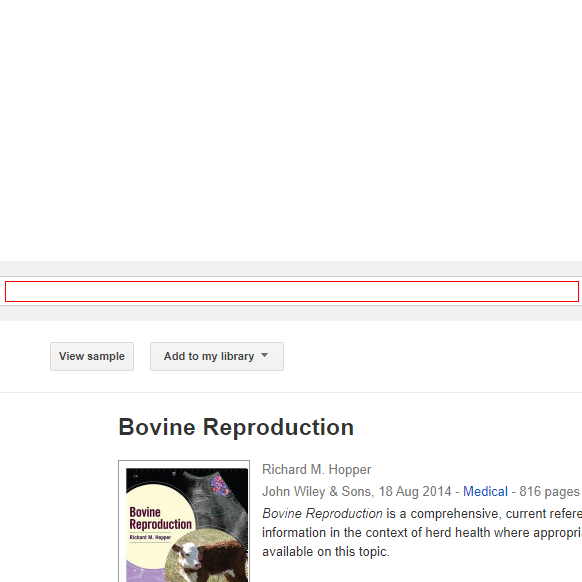 View sample
Add to my library
Bovine Reproduction
Richard M. Hopper
John Wiley & Sons, 18 Aug 2014 - Medical - 816 pages
Bovine Reproduction is a comprehensive, current refere
information in the context of herd health where appropri
available on this topic.
Bovine
Reproduction
Richard M. Hopper